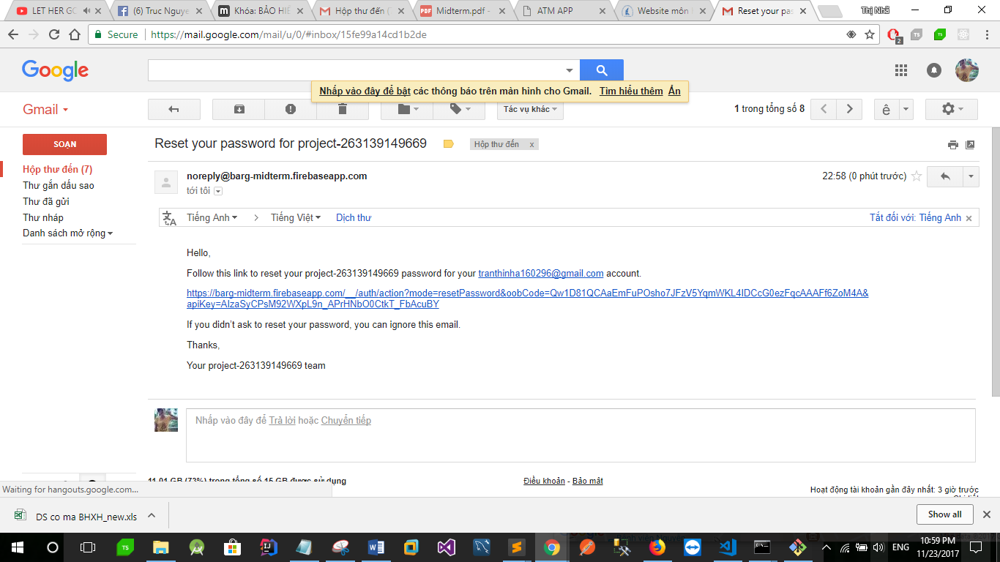 LET HER GO
(6) Truc Nguye
Khóa: BẢO HIỂ
Hộp thư đến (
Midterm.pdf -
ATM APP
Website môn
Reset your pas
Thị Nhã
Secure
https://mail.google.com/mail/u/0/#inbox/15fe99a14cd1b2de
2
Google
Nhấp vào đây để bật các thông báo trên màn hình cho Gmail. Tìm hiểu thêm Ẩn
Gmail
Tác vụ khác
1 trong tổng số 8
ê
SOẠN
Reset your password for project-263139149669
Hộp thư đến x
Hộp thư đến (7)
Thư gắn dấu sao
Thư đã gửi
Thư nháp
Danh sách mở rộng
noreply@barg-midterm.firebaseapp.com
22:58 (0 phút trước)
tới tôi
Tiếng Anh > Tiếng Việt Dịch thư
Tắt đối với: Tiếng Anh
Hello,
Follow this link to reset your project-263139149669 password for your tranthinha160296@gmail.com account.
https://barg-midterm.firebaseapp.com/__/auth/action?mode=resetPassword&oobCode=Qw1D81QCAaEmFuPOsho7JFzV5YqmWKL4IDCcG0ezFqcAAAFf6ZoM4A&
apiKey=AIzaSyCPsM92WXpL9n_APrHNbO0CtkT_FbAcuBY
If you didn't ask to reset your password, you can ignore this email.
Thanks,
Your project-263139149669 team
Nhấp vào đây để Trả lời hoặc Chuyển tiếp
11,01 GB (73%) trong tổng số 15 GB được sử dụng
Điều khoản - Bảo mật
Hoạt động tài khoản gần đây nhất: 3 giờ trước
Chi tiết
Waiting for hangouts.google.com...
DS co ma BHXH_new.xls
Show all
ENG
10:59 PM
11/23/2017